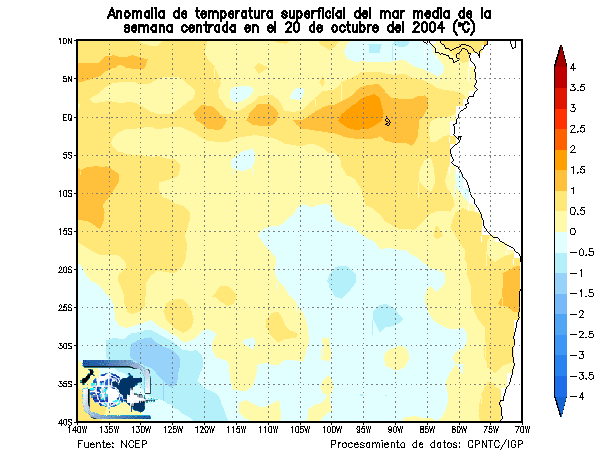 Anomalia de temperatura superficial del mar media de la
semana centrada en el 20 de octubre del 2004 (°C)
10N
5N
EQ
5S
10S
15S
20S
25S
30S
35S
40S
140W 135W 130W 125W 120W 115W 110W 105W 100W 95W 90W 85W 80W 75W 70W
4
3.5
3
2.5
2
1.5
1
0.5
0
-0.5
-1
-1.5
-2
-2.5
-3
-3.5
-4
Fuente: NCEP
Procesamiento de datos: CPNTC/IGP